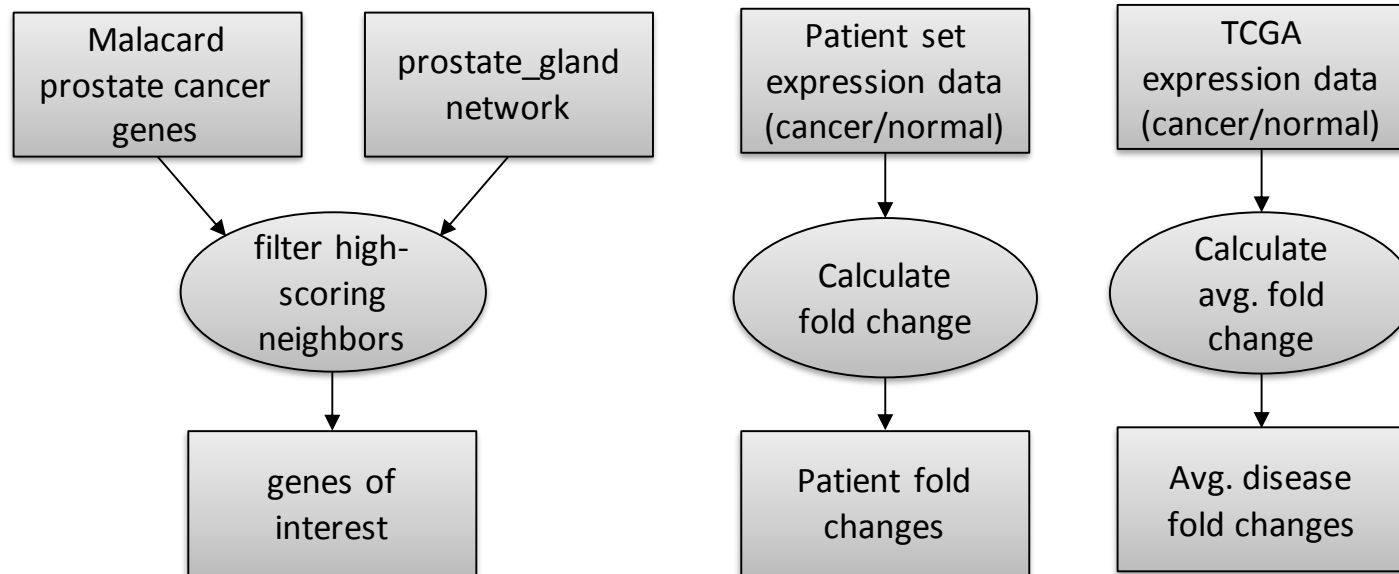 Malacard
prostate cancer
genes
prostate_gland
network
Patient set
expression data
(cancer/normal)
TCGA
expression data
(cancer/normal)
filter high-
scoring
neighbors
Calculate
fold change
Calculate
avg. fold
change
genes of
interest
Patient fold
changes
Avg. disease
fold changes